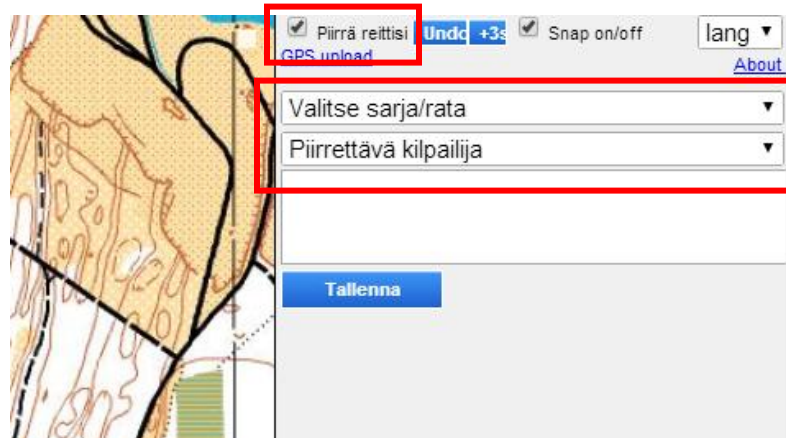 Piirrä reittisi Undo +3s Snap on/off lang
GPS upload About
Valitse sarja/rata
Piirrettävä kilpailija
Tallenna